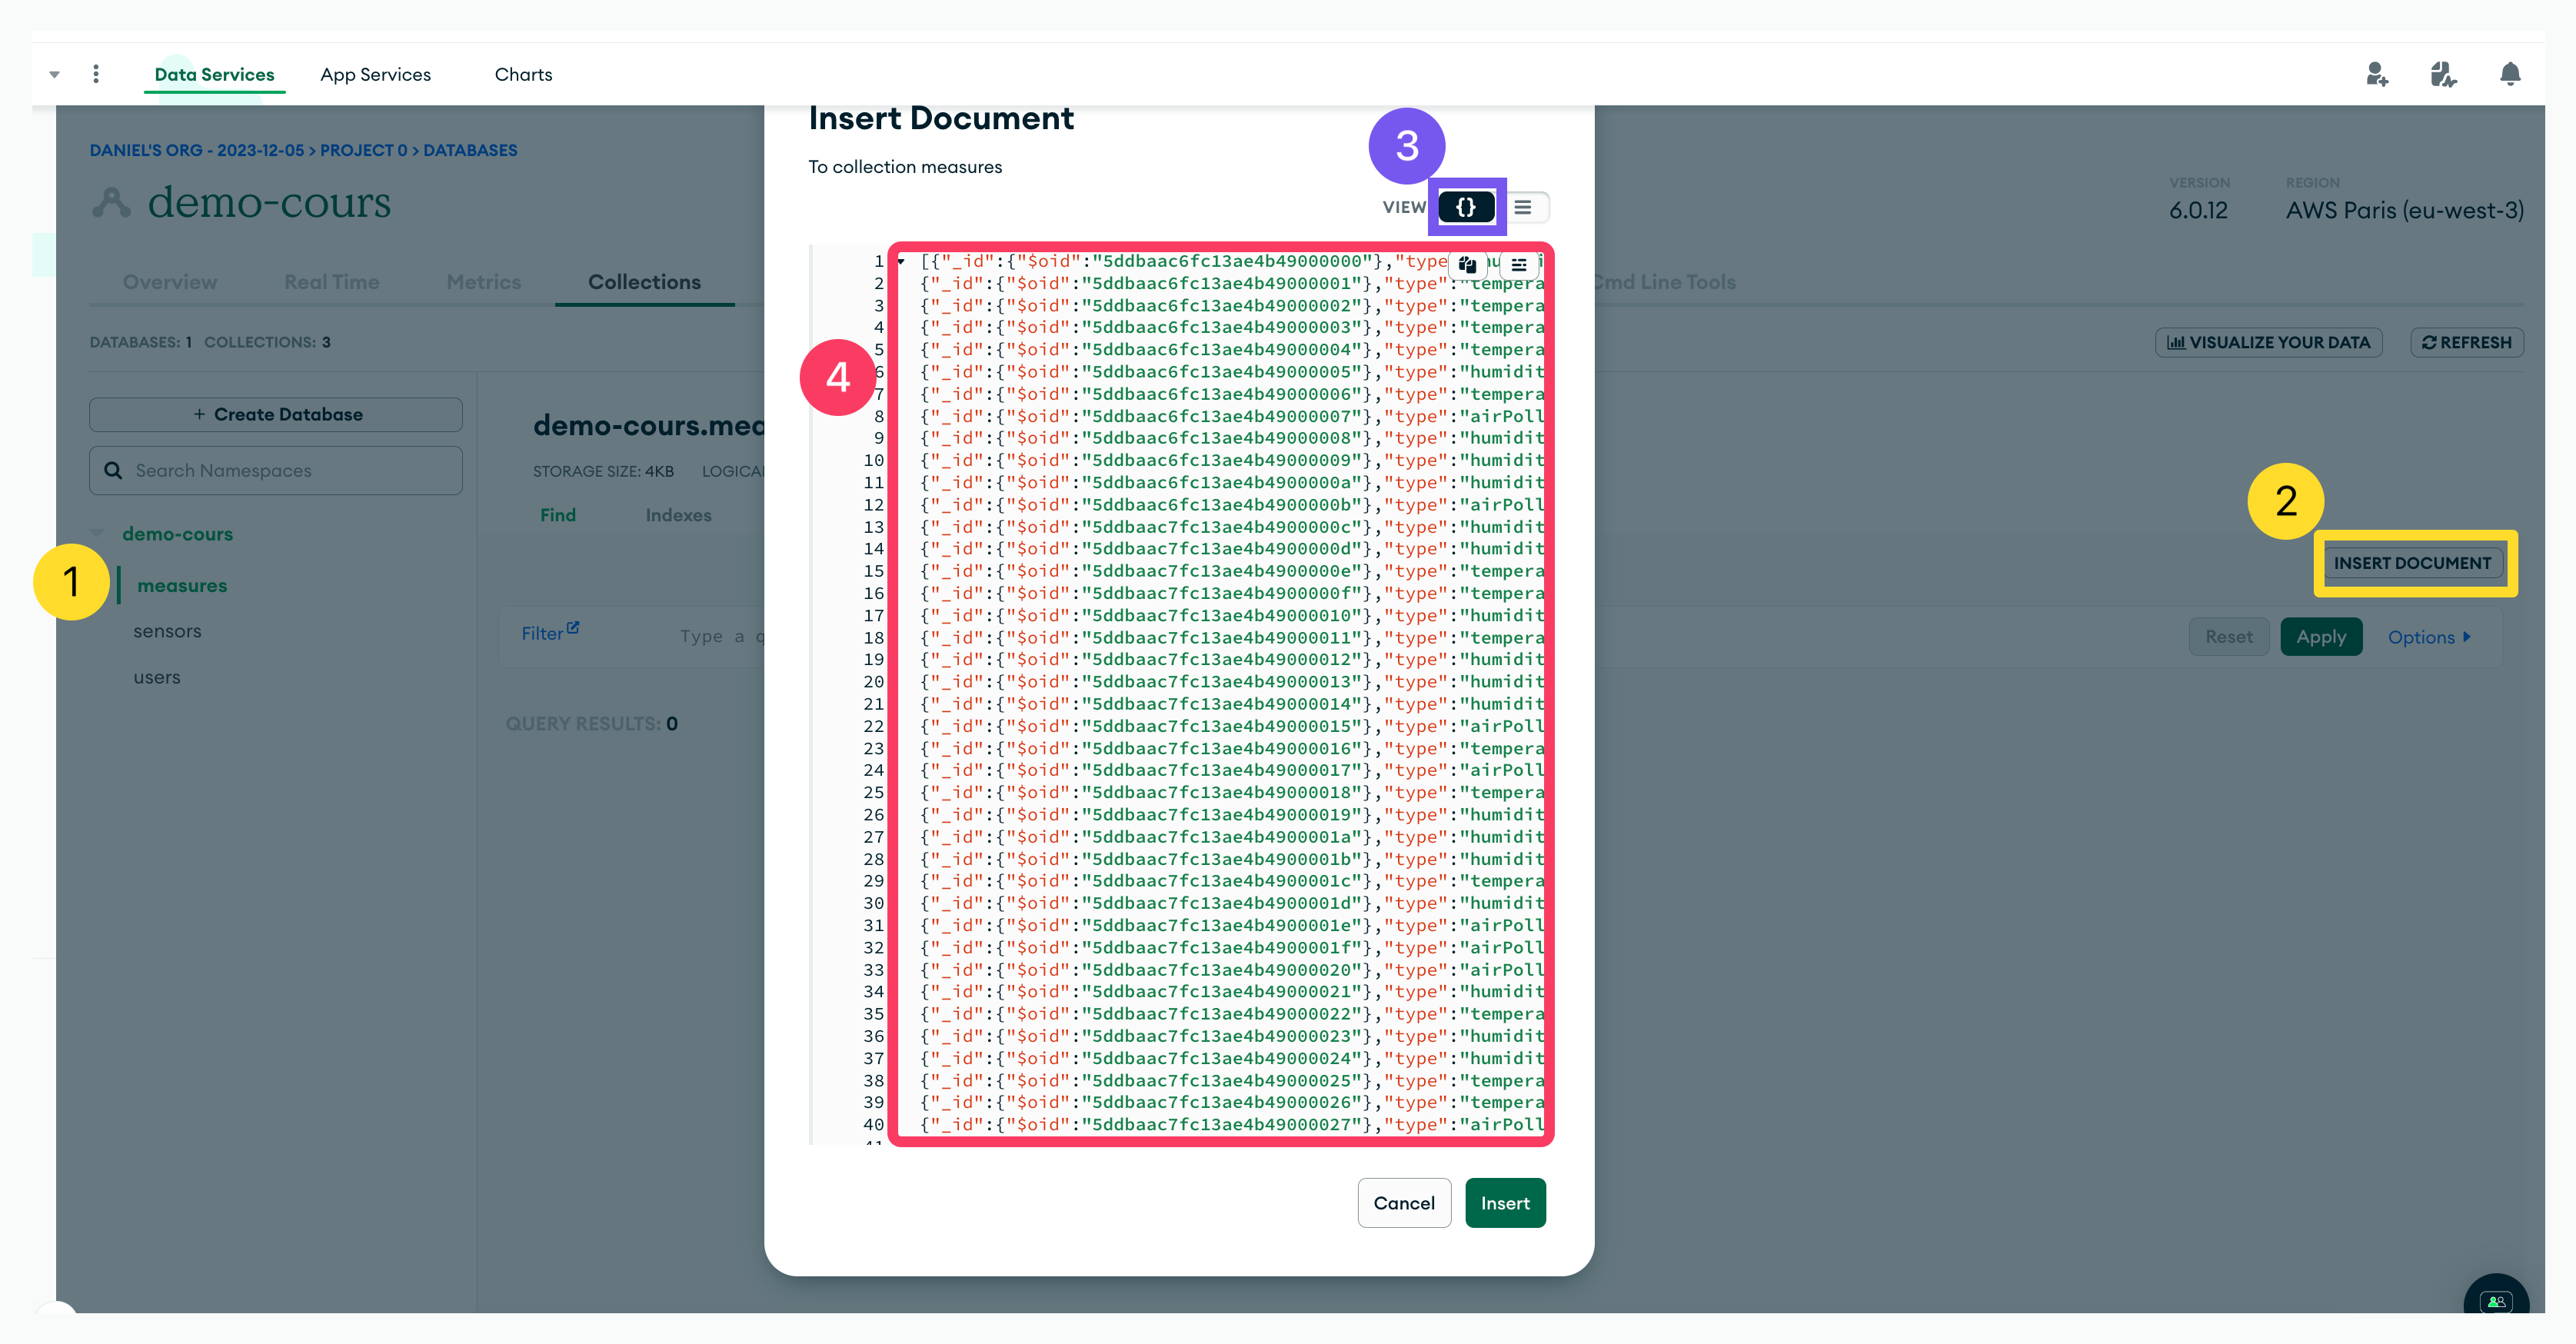 Data Services App Services Charts
DANIEL'S ORG - 2023-12-05 > PROJECT 0 > DATABASES
demo-cours
VERSION
6.0.12
REGION
AWS Paris (eu-west-3)
Overview Real Time Metrics Collections Cmd Line Tools
DATABASES: 1 COLLECTIONS: 3
VISUALIZE YOUR DATA REFRESH
+ Create Database
Search Namespaces
demo-cours
1
measures
sensors
users
demo-cours.mea
STORAGE SIZE: 4KB LOGICA
Find Indexes
2
INSERT DOCUMENT
Filter Type a q
Reset Apply Options
QUERY RESULTS: 0
Insert Document
To collection measures
3
VIEW {}
4
1 [{"_id":{"$oid":"5ddbaac6fc13ae4b49000000"},"type
2 {"_id":{"$oid":"5ddbaac6fc13ae4b49000001"},"type":"tempera
3 {"_id":{"$oid":"5ddbaac6fc13ae4b49000002"},"type":"tempera
4 {"_id":{"$oid":"5ddbaac6fc13ae4b49000003"},"type":"tempera
5 {"_id":{"$oid":"5ddbaac6fc13ae4b49000004"},"type":"tempera
6 {"_id":{"$oid":"5ddbaac6fc13ae4b49000005"},"type":"humidit
7 {"_id":{"$oid":"5ddbaac6fc13ae4b49000006"},"type":"tempera
8 {"_id":{"$oid":"5ddbaac6fc13ae4b49000007"},"type":"airPoll
9 {"_id":{"$oid":"5ddbaac6fc13ae4b49000008"},"type":"humidit
10 {"_id":{"$oid":"5ddbaac6fc13ae4b49000009"},"type":"humidit
11 {"_id":{"$oid":"5ddbaac6fc13ae4b4900000a"},"type":"humidit
12 {"_id":{"$oid":"5ddbaac6fc13ae4b4900000b"},"type":"airPoll
13 {"_id":{"$oid":"5ddbaac7fc13ae4b4900000c"},"type":"humidit
14 {"_id":{"$oid":"5ddbaac7fc13ae4b4900000d"},"type":"humidit
15 {"_id":{"$oid":"5ddbaac7fc13ae4b4900000e"},"type":"tempera
16 {"_id":{"$oid":"5ddbaac7fc13ae4b4900000f"},"type":"tempera
17 {"_id":{"$oid":"5ddbaac7fc13ae4b49000010"},"type":"humidit
18 {"_id":{"$oid":"5ddbaac7fc13ae4b49000011"},"type":"tempera
19 {"_id":{"$oid":"5ddbaac7fc13ae4b49000012"},"type":"humidit
20 {"_id":{"$oid":"5ddbaac7fc13ae4b49000013"},"type":"humidit
21 {"_id":{"$oid":"5ddbaac7fc13ae4b49000014"},"type":"humidit
22 {"_id":{"$oid":"5ddbaac7fc13ae4b49000015"},"type":"airPoll
23 {"_id":{"$oid":"5ddbaac7fc13ae4b49000016"},"type":"tempera
24 {"_id":{"$oid":"5ddbaac7fc13ae4b49000017"},"type":"airPoll
25 {"_id":{"$oid":"5ddbaac7fc13ae4b49000018"},"type":"tempera
26 {"_id":{"$oid":"5ddbaac7fc13ae4b49000019"},"type":"humidit
27 {"_id":{"$oid":"5ddbaac7fc13ae4b4900001a"},"type":"humidit
28 {"_id":{"$oid":"5ddbaac7fc13ae4b4900001b"},"type":"humidit
29 {"_id":{"$oid":"5ddbaac7fc13ae4b4900001c"},"type":"tempera
30 {"_id":{"$oid":"5ddbaac7fc13ae4b4900001d"},"type":"humidit
31 {"_id":{"$oid":"5ddbaac7fc13ae4b4900001e"},"type":"airPoll
32 {"_id":{"$oid":"5ddbaac7fc13ae4b4900001f"},"type":"airPoll
33 {"_id":{"$oid":"5ddbaac7fc13ae4b49000020"},"type":"airPoll
34 {"_id":{"$oid":"5ddbaac7fc13ae4b49000021"},"type":"humidit
35 {"_id":{"$oid":"5ddbaac7fc13ae4b49000022"},"type":"tempera
36 {"_id":{"$oid":"5ddbaac7fc13ae4b49000023"},"type":"humidit
37 {"_id":{"$oid":"5ddbaac7fc13ae4b49000024"},"type":"humidit
38 {"_id":{"$oid":"5ddbaac7fc13ae4b49000025"},"type":"tempera
39 {"_id":{"$oid":"5ddbaac7fc13ae4b49000026"},"type":"tempera
40 {"_id":{"$oid":"5ddbaac7fc13ae4b49000027"},"type":"airPoll
Cancel Insert